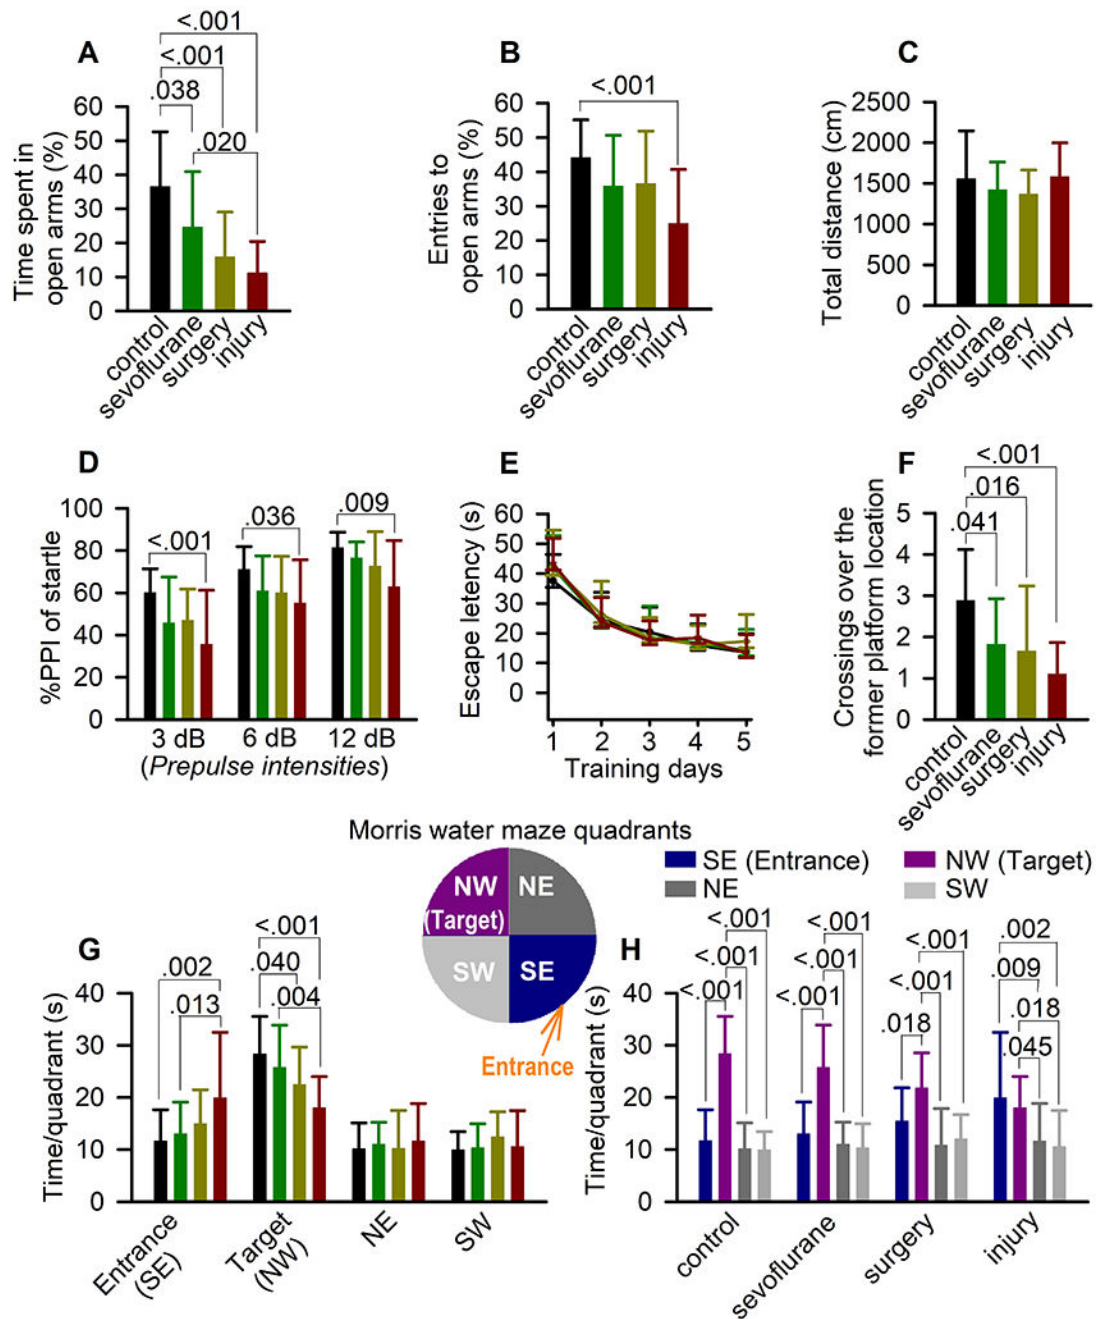 A
<.001
<.001
.038
.020
Time spent in
open arms (%)
60
50
40
30
20
10
0
control
sevoflurane
surgery
injury
B
<.001
Entries to
open arms (%)
60
50
40
30
20
10
0
control
sevoflurane
surgery
injury
C
Total distance (cm)
2500
2000
1500
1000
500
0
control
sevoflurane
surgery
injury
D
<.001
.036
.009
%PPI of startle
100
80
60
40
20
0
3 dB 6 dB 12 dB
(Prepulse intensities)
E
Escape letency (s)
60
50
40
30
20
10
0
1 2 3 4 5
Training days
F
<.001
.016
.041
Crossings over the
former platform location
5
4
3
2
1
0
control
sevoflurane
surgery
injury
Morris water maze quadrants
NW
(Target)
NE
SW
SE
Entrance
SE (Entrance)
NW (Target)
NE
SW
G
.002
.013
<.001
.040
.004
Time/quadrant (s)
40
30
20
10
0
Entrance
(SE)
Target
(NW)
NE
SW
H
<.001
<.001
<.001
<.001
<.001
<.001
<.001
<.001
.018
.002
.009
.018
.045
Time/quadrant (s)
40
30
20
10
0
control
sevoflurane
surgery
injury